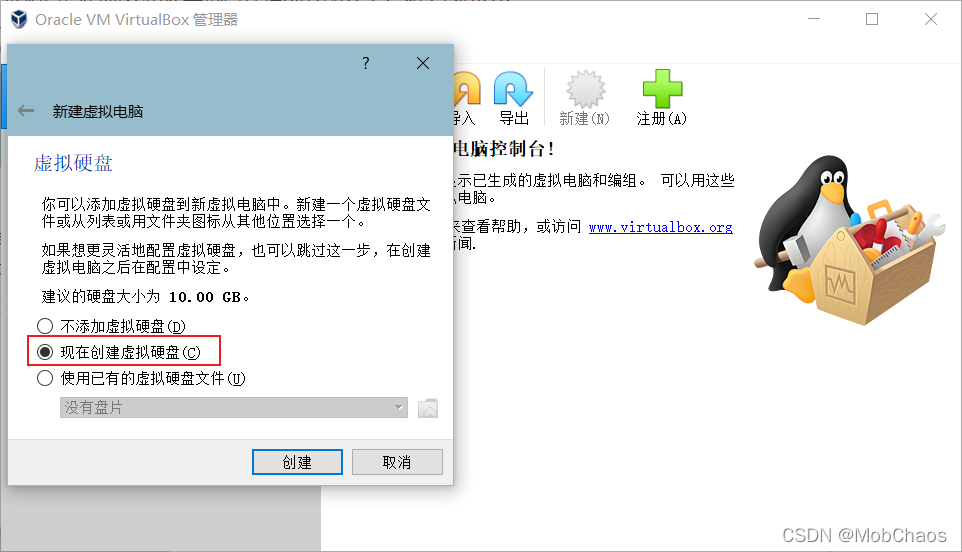 Oracle VM VirtualBox 管理器
?
新建虚拟电脑
虚拟硬盘
你可以添加虚拟硬盘到新虚拟电脑中。新建一个虚拟硬盘文
件或从列表或用文件夹图标从其他位置选择一个。
如果想更灵活地配置虚拟硬盘，也可以跳过这一步，在创建
虚拟电脑之后在配置中设定。
建议的硬盘大小为 10.00 GB。
不添加虚拟硬盘(D)
现在创建虚拟硬盘(C)
使用已有的虚拟硬盘文件(U)
没有盘片
创建
取消
入
导出
新建(N)
注册(A)
电脑控制台!
示已生成的虚拟电脑和编组。 可以用这些
电脑。
来查看帮助，或访问 www.virtualbox.org
闻.
CSDN @MobChaos